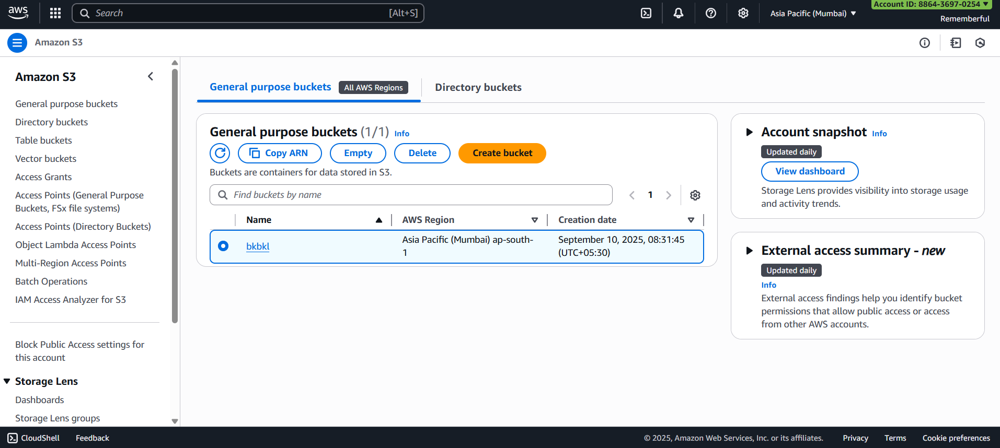 aws
Search
[Alt+S]
Asia Pacific (Mumbai)
Account ID: 8864-3697-0254
Rememberful
Amazon S3
Amazon S3
General purpose buckets
Directory buckets
Table buckets
Vector buckets
Access Grants
Access Points (General Purpose
Buckets, FSx file systems)
Access Points (Directory Buckets)
Object Lambda Access Points
Multi-Region Access Points
Batch Operations
IAM Access Analyzer for S3
Block Public Access settings for
this account
Storage Lens
Dashboards
Storage Lens groups
General purpose buckets
All AWS Regions
Directory buckets
General purpose buckets (1/1) Info
Copy ARN
Empty
Delete
Create bucket
Buckets are containers for data stored in S3.
Find buckets by name
1
Name
AWS Region
Creation date
bkbkl
Asia Pacific (Mumbai) ap-south-
1
September 10, 2025, 08:31:45
(UTC+05:30)
Account snapshot Info
Updated daily
View dashboard
Storage Lens provides visibility into storage usage
and activity trends.
External access summary - new
Updated daily
Info
External access findings help you identify bucket
permissions that allow public access or access
from other AWS accounts.
CloudShell
Feedback
© 2025, Amazon Web Services, Inc. or its affiliates.
Privacy
Terms
Cookie preferences